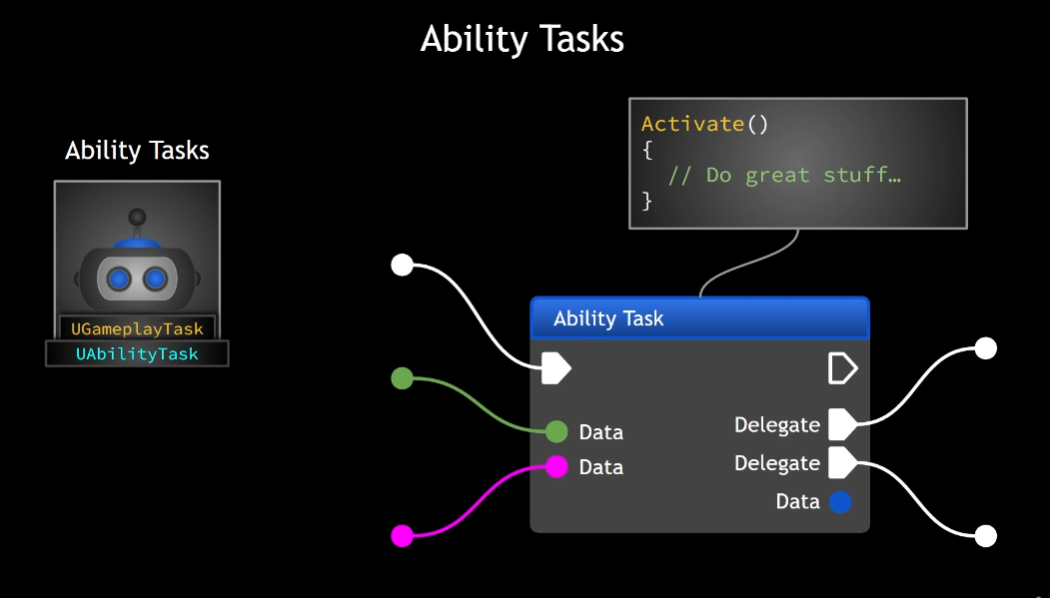 Ability Tasks
Ability Tasks
UGameplayTask
UAbilityTask
Activate()
{
// Do great stuff…
}
Ability Task
Data
Data
Delegate
Delegate
Data